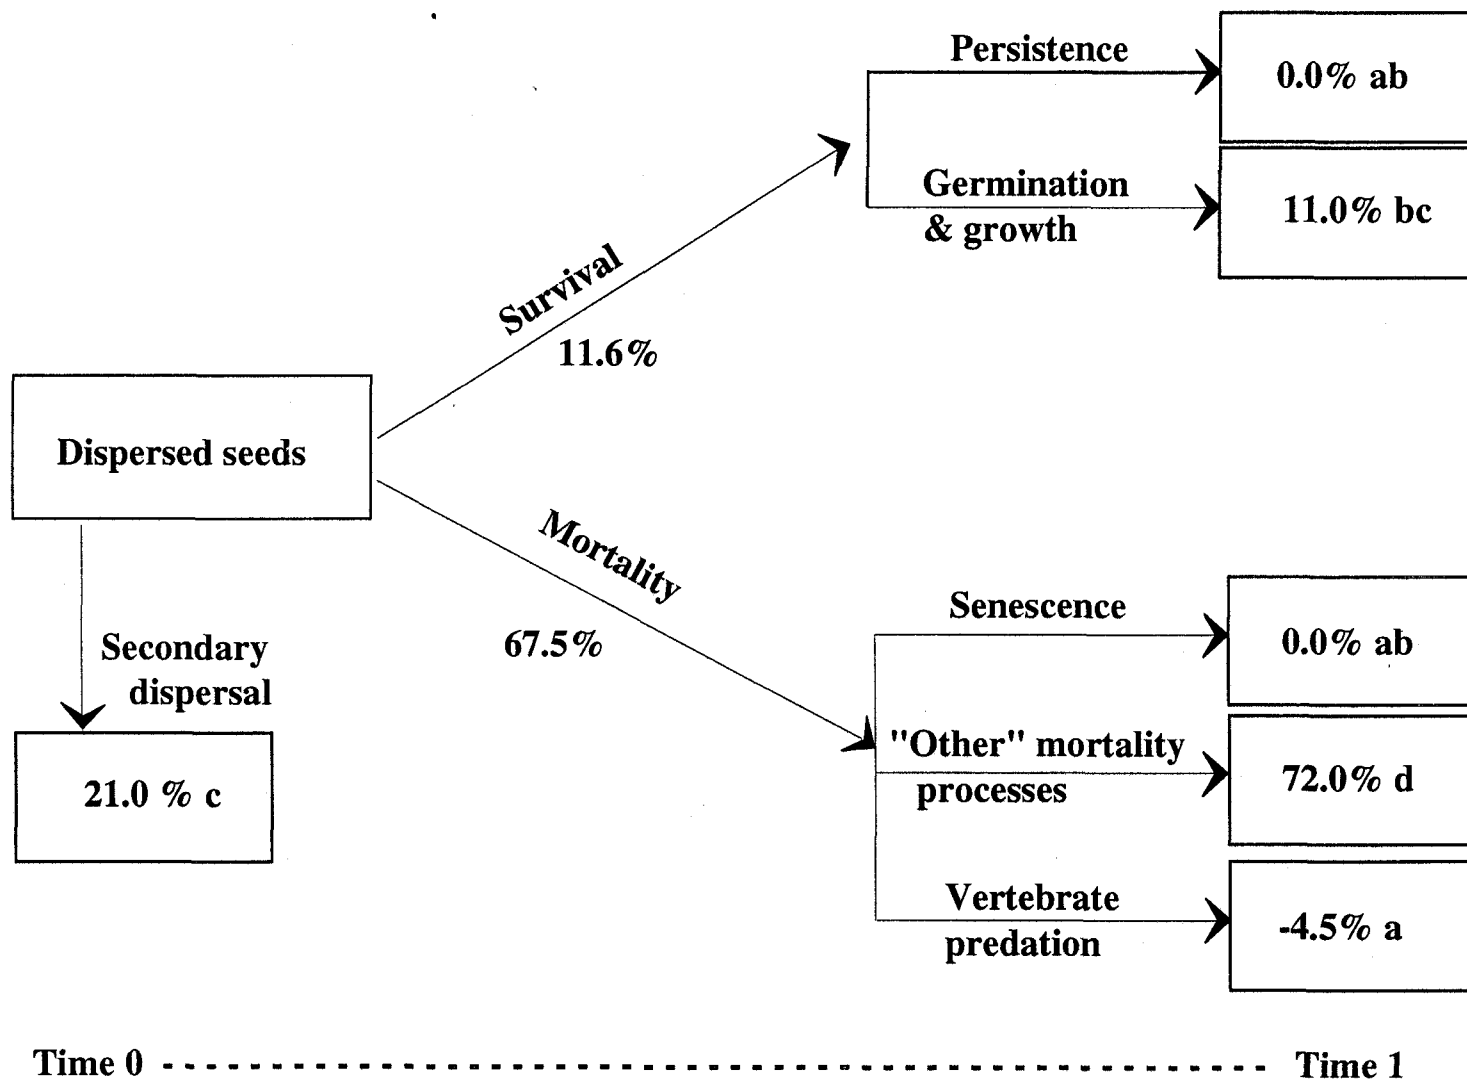 Persistence
0.0% ab
Germination
& growth
11.0% bc
Survival
11.6%
Dispersed seeds
Mortality
67.5%
Secondary
dispersal
21.0 % c
Senescence
0.0% ab
"Other" mortality
processes
72.0% d
Vertebrate
predation
-4.5% a
Time 0
Time 1